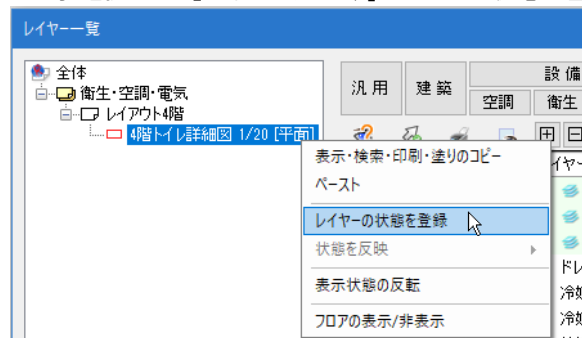 レイヤー一覧
全体
衛生・空調・電気
レイアウト4階
4階トイレ詳細図 1/20 [平面]
汎用
建築
設備
空調
衛生
表示・検索・印刷・塗りのコピー
ペースト
レイヤーの状態を登録
状態を反映
表示状態の反転
フロアの表示/非表示
イヤー
ドレ
冷媒
冷媒